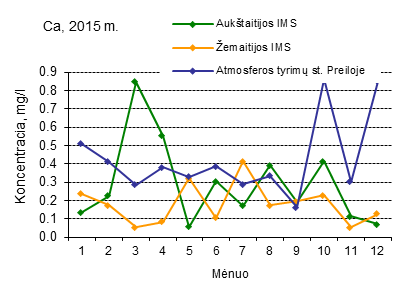 Ca, 2015 m.
Aukštaitijos IMS
Žemaitijos IMS
Atmosferos tyrimų st. Preiloje
Koncentracia, mg/l
0.9
0.8
0.7
0.6
0.5
0.4
0.3
0.2
0.1
0.0
1 2 3 4 5 6 7 8 9 10 11 12
Mėnuo